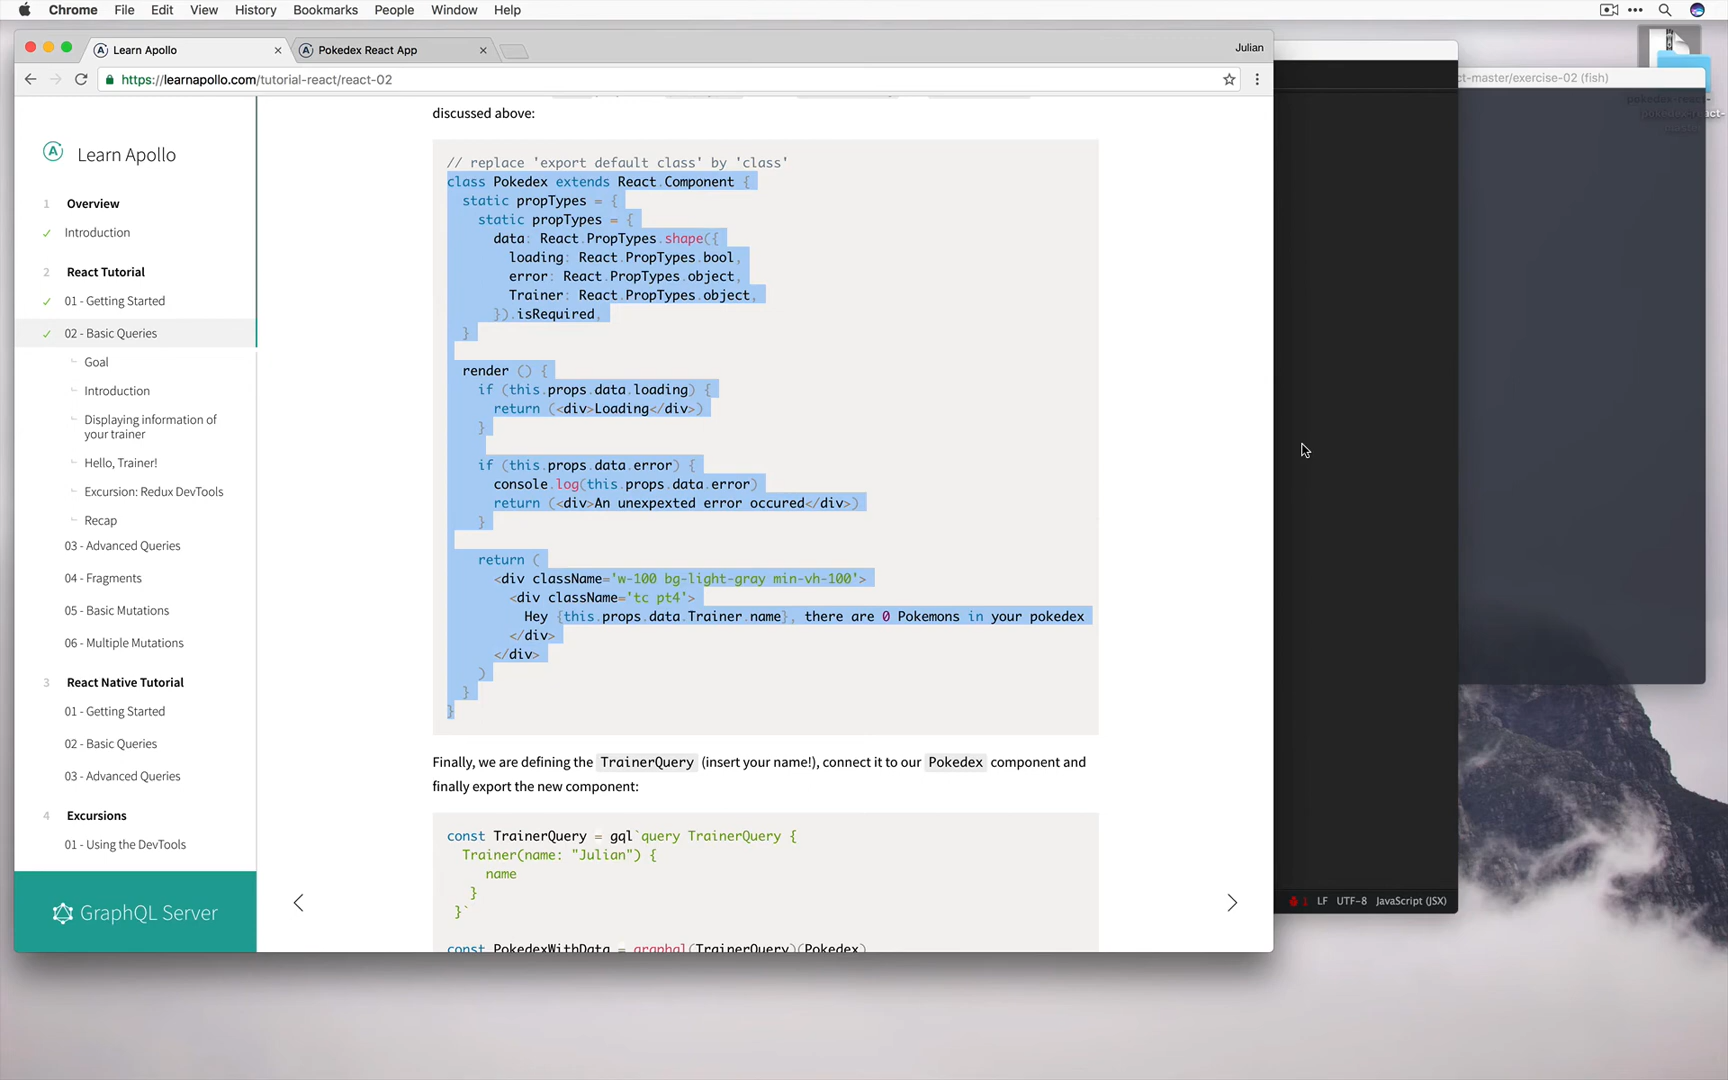 Chrome File Edit View History Bookmarks People Window Help
Learn Apollo
Pokedex React App
Julian
https://learnapollo.com/tutorial-react/react-02
ct-master/exercise-02 (fish)
Learn Apollo
1 Overview
Introduction
2 React Tutorial
01 - Getting Started
02 - Basic Queries
Goal
Introduction
Displaying information of
your trainer
Hello, Trainer!
Excursion: Redux DevTools
Recap
03 - Advanced Queries
04 - Fragments
05 - Basic Mutations
06 - Multiple Mutations
3 React Native Tutorial
01 - Getting Started
02 - Basic Queries
03 - Advanced Queries
4 Excursions
01 - Using the DevTools
GraphQL Server
discussed above:
// replace 'export default class' by 'class'
class Pokedex extends React.Component {
static propTypes = {
static propTypes = {
data: React.PropTypes.shape({
loading: React.PropTypes.bool,
error: React.PropTypes.object,
Trainer: React.PropTypes.object,
}).isRequired,
}
render () {
if (this.props.data.loading) {
return (<div>Loading</div>)
}
if (this.props.data.error) {
console.log(this.props.data.error)
return (<div>An unexpexted error occured</div>)
}
return (
<div className='w-100 bg-light-gray min-vh-100'>
<div className='tc pt4'>
Hey {this.props.data.Trainer.name}, there are 0 Pokemons in your pokedex
</div>
</div>
)
}
}
Finally, we are defining the TrainerQuery (insert your name!), connect it to our Pokedex component and
finally export the new component:
const TrainerQuery = gql`query TrainerQuery {
Trainer(name: "Julian") {
name
}
}`
const PokedexWithData = graphql(TrainerQuery)(Pokedex)
1 LF UTF-8 JavaScript (JSX)